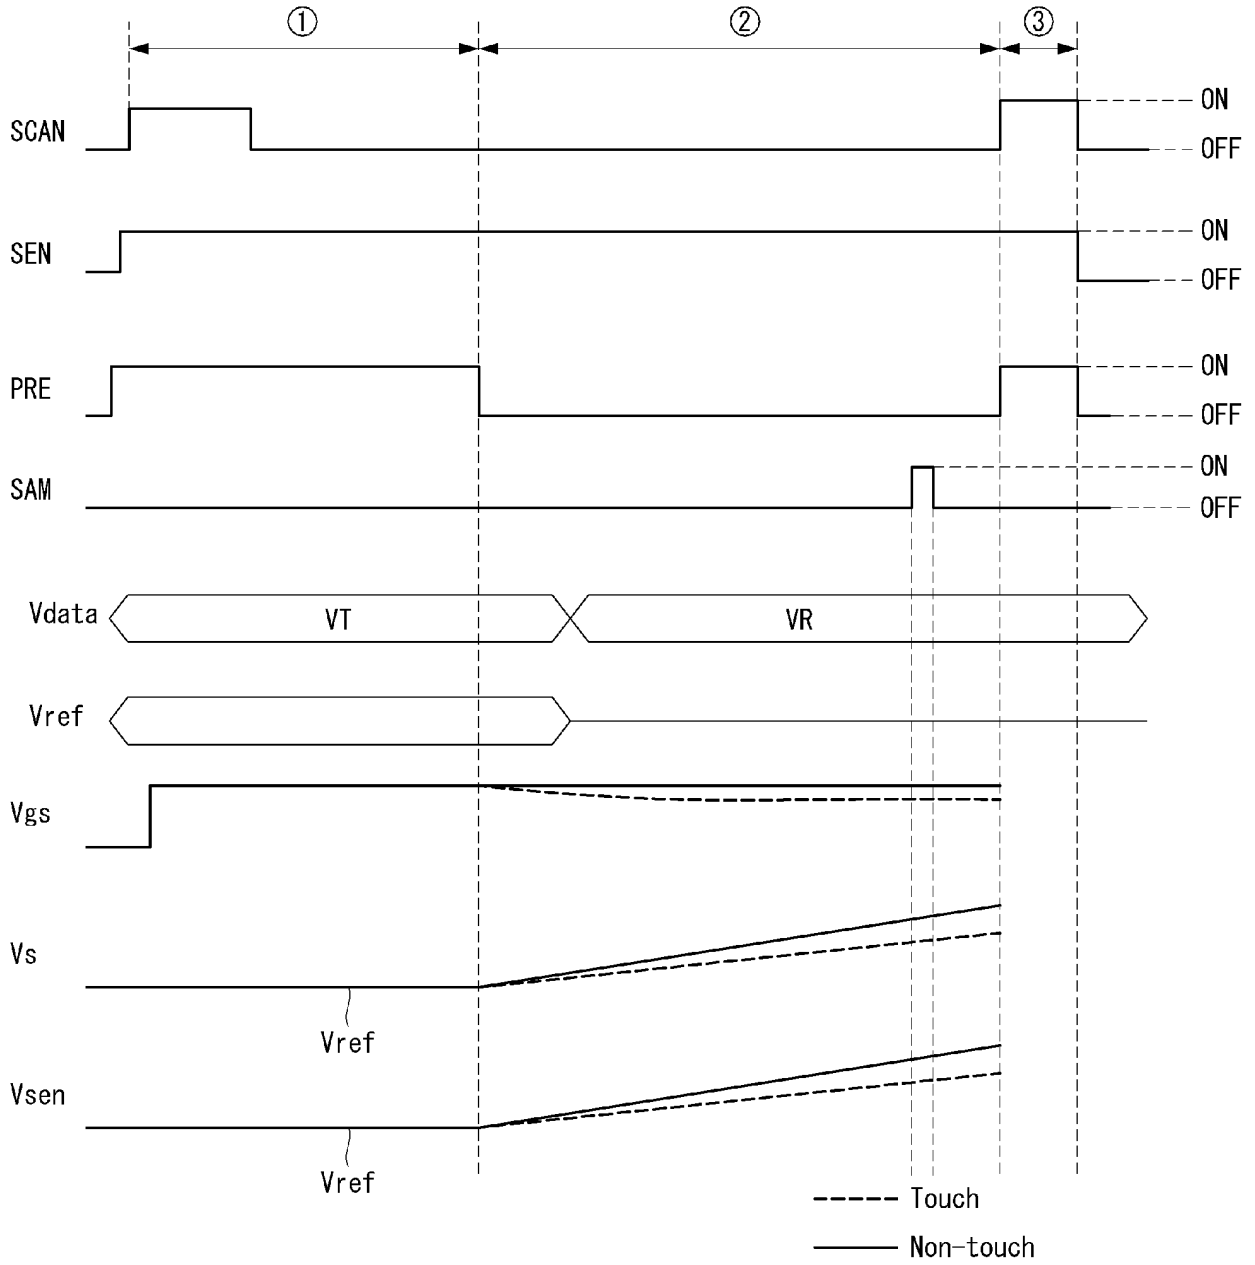 ① ② ③
SCAN ON
OFF
SEN ON
OFF
PRE ON
OFF
SAM ON
OFF
Vdata VT VR
Vref
Vgs
Vs
Vref
Vsen
Vref
Touch
Non-touch